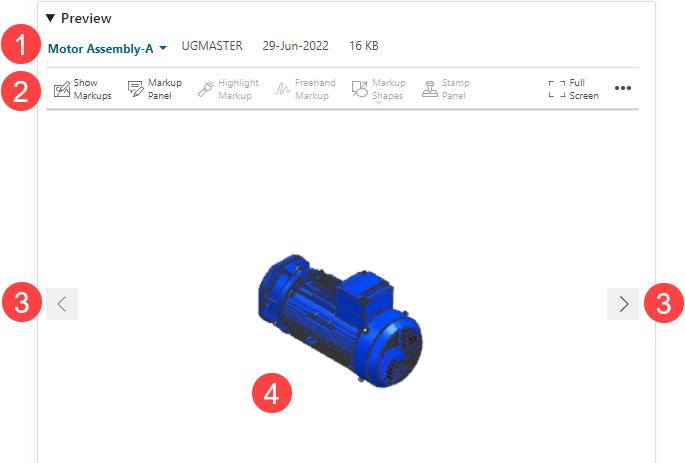 Preview
1 Motor Assembly-A UGMASTER 29-Jun-2022 16 KB
2 Show Markups Markup Panel Highlight Markup Freehand Markup Markup Shapes Stamp Panel Full Screen
3 3
4